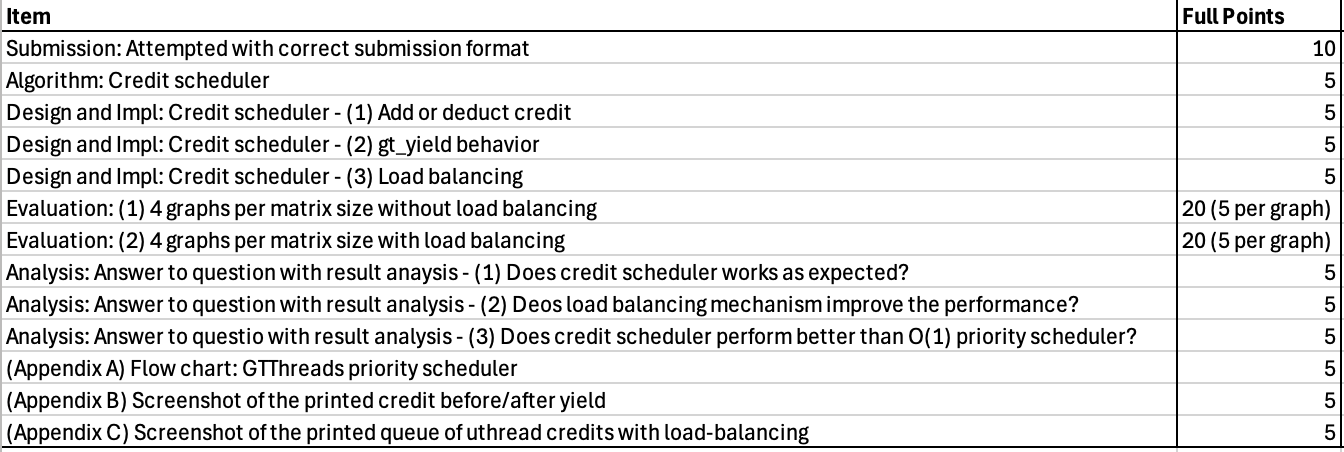 Item Full Points
Submission: Attempted with correct submission format 10
Algorithm: Credit scheduler 5
Design and Impl: Credit scheduler - (1) Add or deduct credit 5
Design and Impl: Credit scheduler - (2) gt_yield behavior 5
Design and Impl: Credit scheduler - (3) Load balancing 5
Evaluation: (1) 4 graphs per matrix size without load balancing 20 (5 per graph)
Evaluation: (2) 4 graphs per matrix size with load balancing 20 (5 per graph)
Analysis: Answer to question with result anaysis - (1) Does credit scheduler works as expected? 5
Analysis: Answer to question with result analysis - (2) Deos load balancing mechanism improve the performance? 5
Analysis: Answer to questio with result analysis - (3) Does credit scheduler perform better than O(1) priority scheduler? 5
(Appendix A) Flow chart: GTThreads priority scheduler 5
(Appendix B) Screenshot of the printed credit before/after yield 5
(Appendix C) Screenshot of the printed queue of uthread credits with load-balancing 5